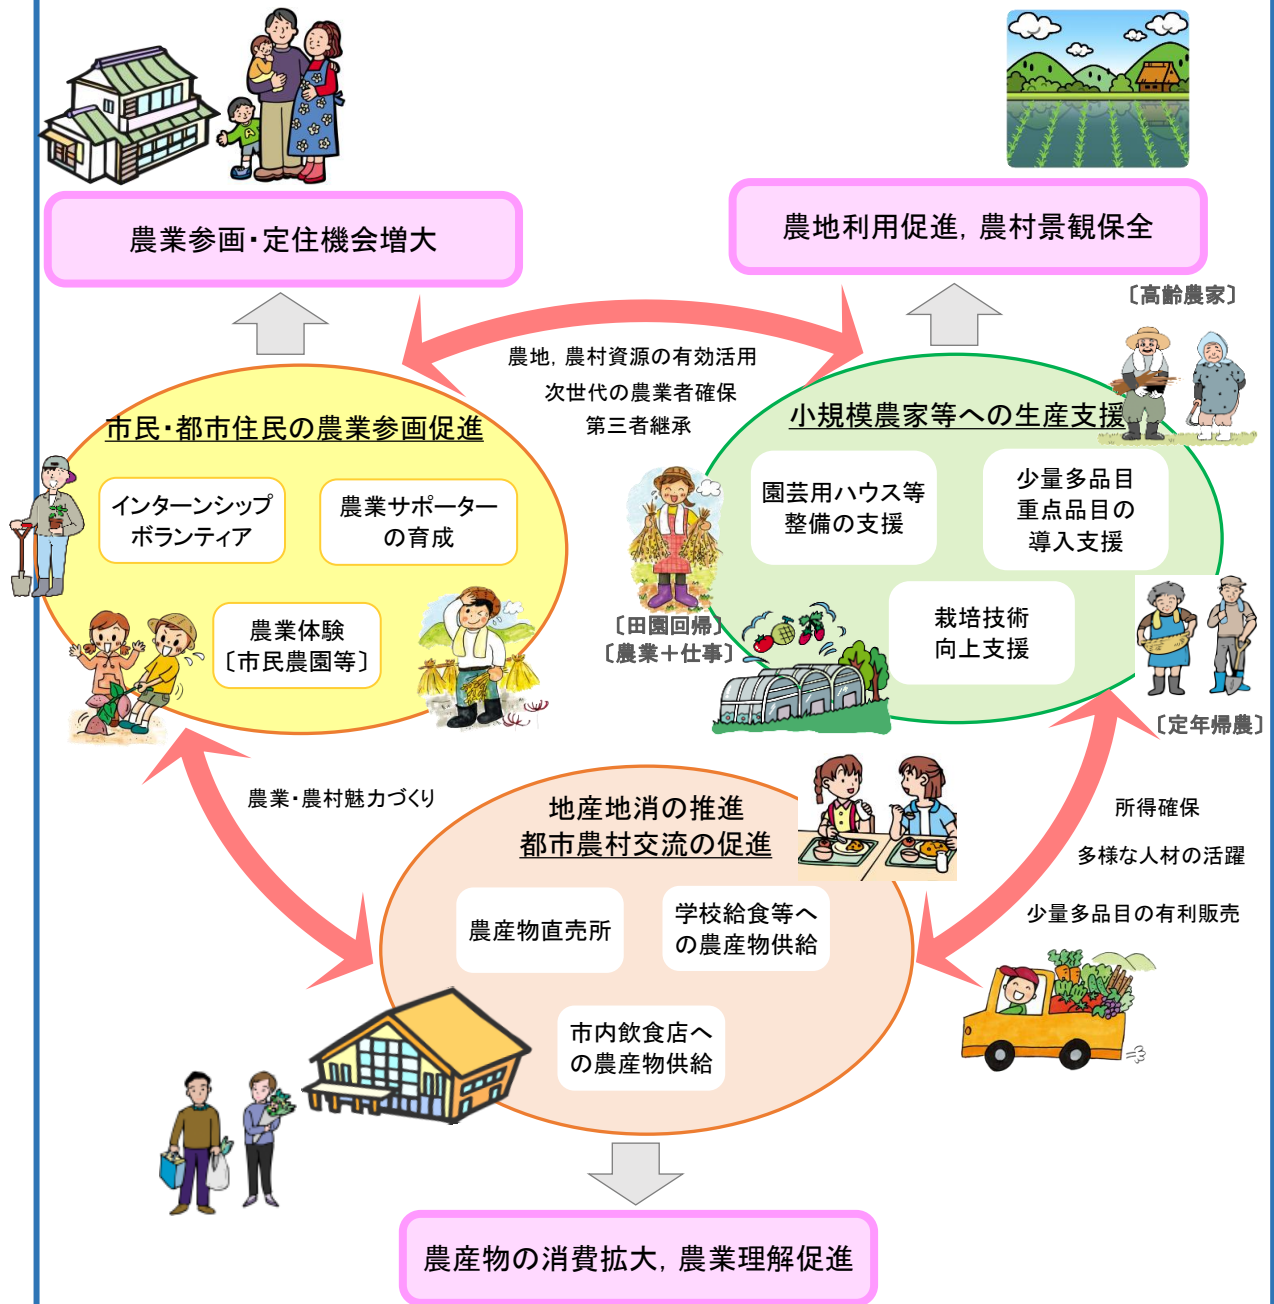 農業参画・定住機会増大
農地利用促進，農村景観保全
〔高齢農家〕
農地，農村資源の有効活用
次世代の農業者確保
第三者継承
市民・都市住民の農業参画促進
インターンシップ
ボランティア
農業サポーター
の育成
農業体験
〔市民農園等〕
小規模農家等への生産支援
園芸用ハウス等
整備の支援
少量多品目
重点品目の
導入支援
栽培技術
向上支援
〔田園回帰〕
〔農業＋仕事〕
〔定年帰農〕
農業・農村魅力づくり
所得確保
多様な人材の活躍
少量多品目の有利販売
地産地消の推進
都市農村交流の促進
農産物直売所
学校給食等へ
の農産物供給
市内飲食店へ
の農産物供給
農産物の消費拡大，農業理解促進